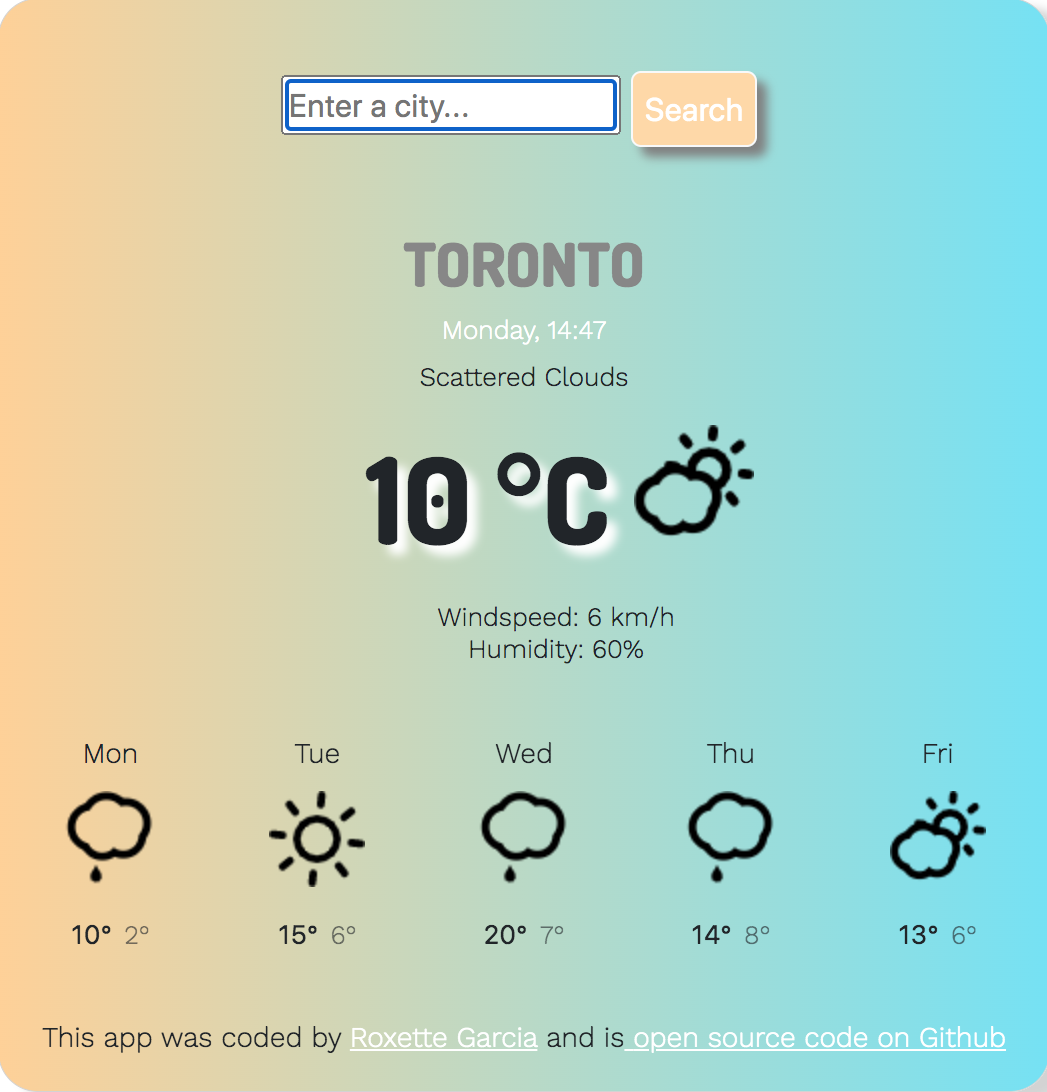 Enter a city... Search
TORONTO
Monday, 14:47
Scattered Clouds
10 °C
Windspeed: 6 km/h
Humidity: 60%
Mon Tue Wed Thu Fri
10° 2° 15° 6° 20° 7° 14° 8° 13° 6°
This app was coded by Roxette Garcia and is open source code on Github